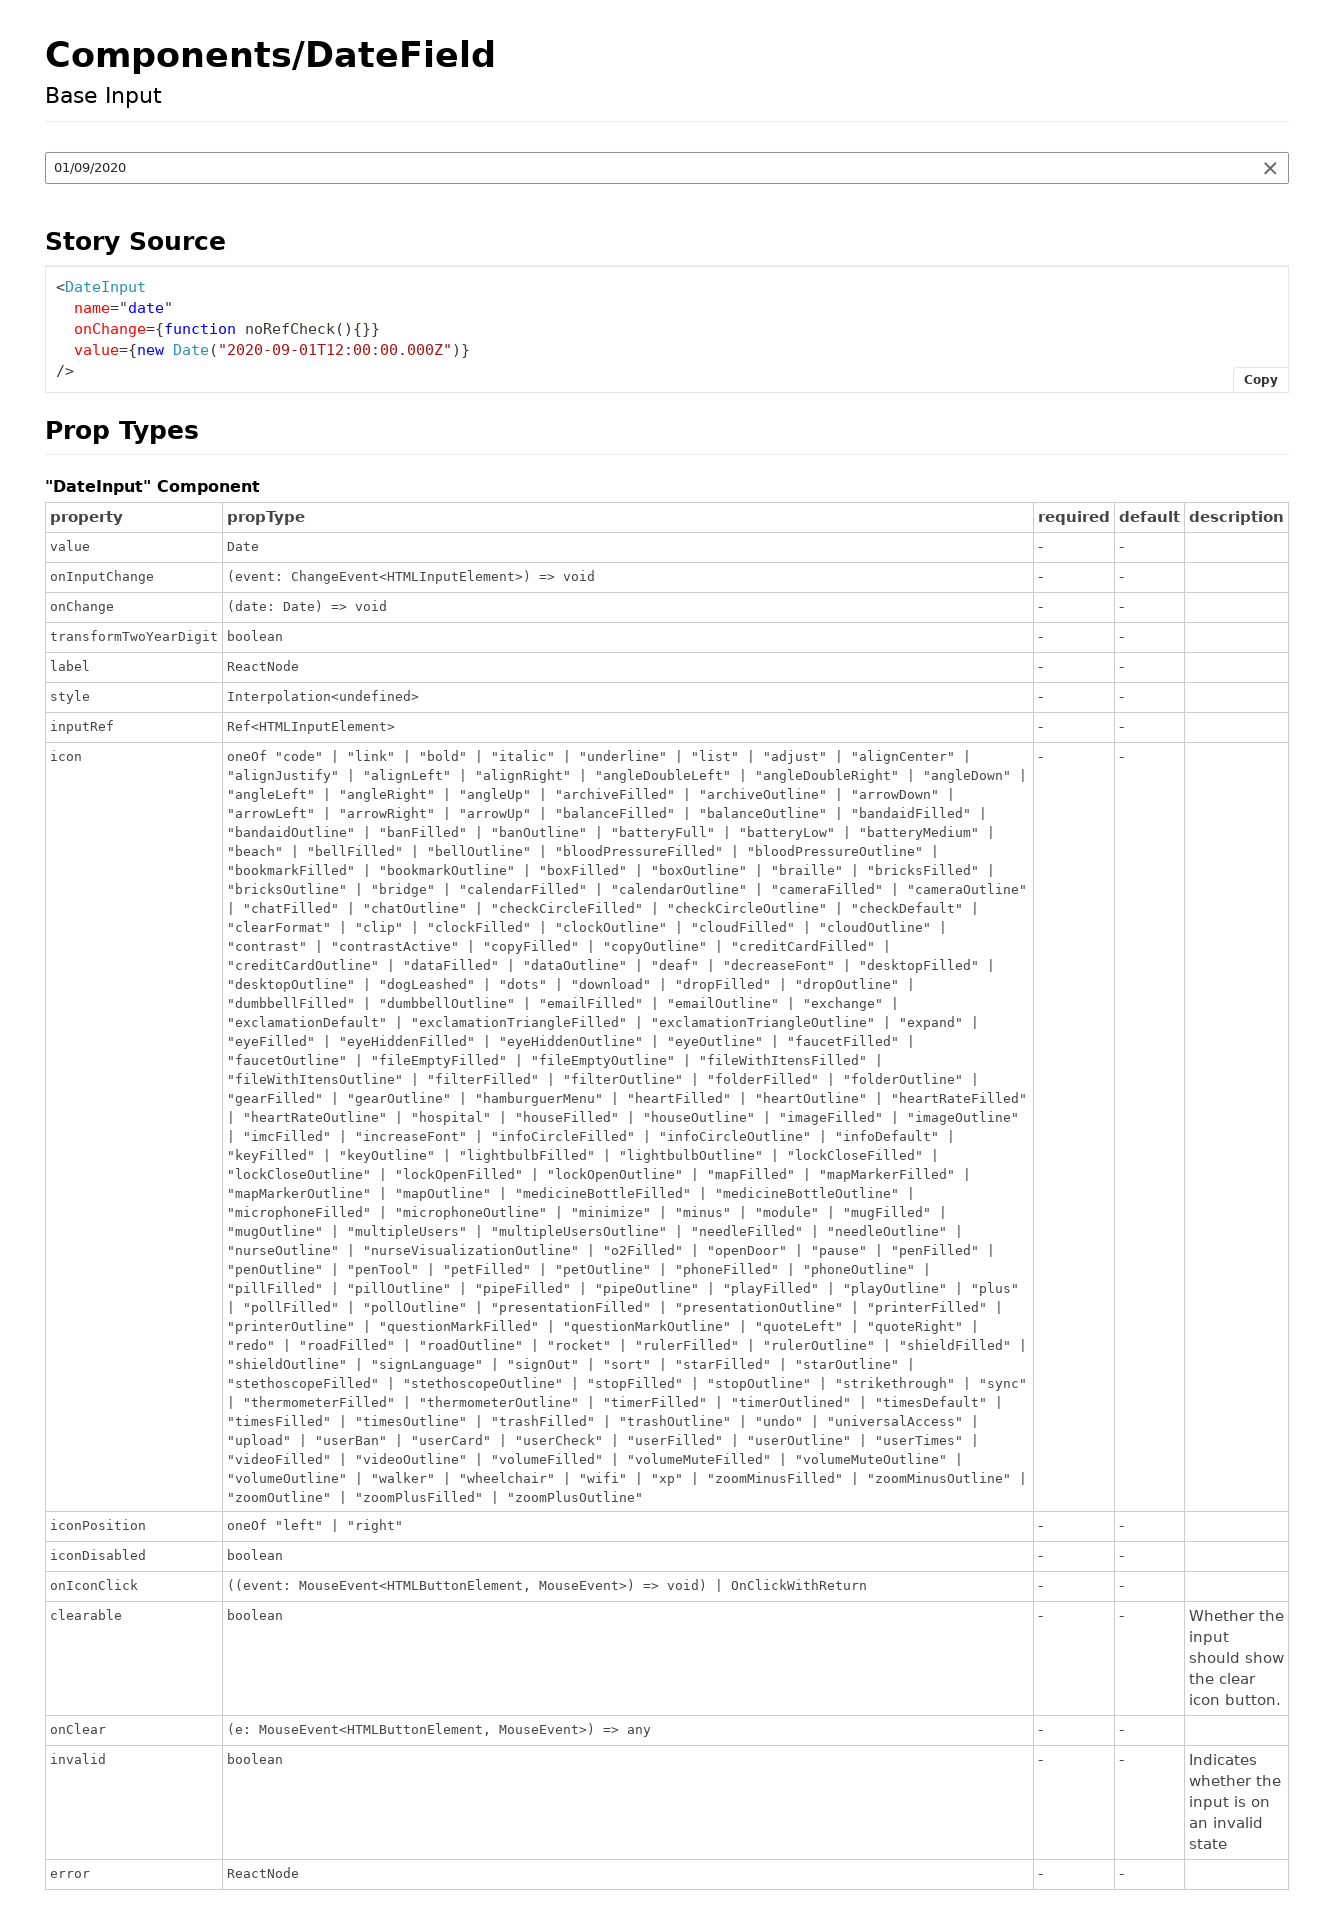 Components/DateField
Base Input
01/09/2020
Story Source
<DateInput
  name="date"
  onChange={function noRefCheck(){}}
  value={new Date("2020-09-01T12:00:00.000Z")}
/>
Copy
Prop Types
"DateInput" Component
property propType required default description
value Date - -
onInputChange (event: ChangeEvent<HTMLInputElement>) => void - -
onChange (date: Date) => void - -
transformTwoYearDigit boolean - -
label ReactNode - -
style Interpolation<undefined> - -
inputRef Ref<HTMLInputElement> - -
icon oneOf "code" | "link" | "bold" | "italic" | "underline" | "list" | "adjust" | "alignCenter" | - -
"alignJustify" | "alignLeft" | "alignRight" | "angleDoubleLeft" | "angleDoubleRight" | "angleDown" |
"angleLeft" | "angleRight" | "angleUp" | "archiveFilled" | "archiveOutline" | "arrowDown" |
"arrowLeft" | "arrowRight" | "arrowUp" | "balanceFilled" | "balanceOutline" | "bandaidFilled" |
"bandaidOutline" | "banFilled" | "banOutline" | "batteryFull" | "batteryLow" | "batteryMedium" |
"beach" | "bellFilled" | "bellOutline" | "bloodPressureFilled" | "bloodPressureOutline" |
"bookmarkFilled" | "bookmarkOutline" | "boxFilled" | "boxOutline" | "braille" | "bricksFilled" |
"bricksOutline" | "bridge" | "calendarFilled" | "calendarOutline" | "cameraFilled" | "cameraOutline"
| "chatFilled" | "chatOutline" | "checkCircleFilled" | "checkCircleOutline" | "checkDefault" |
"clearFormat" | "clip" | "clockFilled" | "clockOutline" | "cloudFilled" | "cloudOutline" |
"contrast" | "contrastActive" | "copyFilled" | "copyOutline" | "creditCardFilled" |
"creditCardOutline" | "dataFilled" | "dataOutline" | "deaf" | "decreaseFont" | "desktopFilled" |
"desktopOutline" | "dogLeashed" | "dots" | "download" | "dropFilled" | "dropOutline" |
"dumbbellFilled" | "dumbbellOutline" | "emailFilled" | "emailOutline" | "exchange" |
"exclamationDefault" | "exclamationTriangleFilled" | "exclamationTriangleOutline" | "expand" |
"eyeFilled" | "eyeHiddenFilled" | "eyeHiddenOutline" | "eyeOutline" | "faucetFilled" |
"faucetOutline" | "fileEmptyFilled" | "fileEmptyOutline" | "fileWithItensFilled" |
"fileWithItensOutline" | "filterFilled" | "filterOutline" | "folderFilled" | "folderOutline" |
"gearFilled" | "gearOutline" | "hamburguerMenu" | "heartFilled" | "heartOutline" | "heartRateFilled"
| "heartRateOutline" | "hospital" | "houseFilled" | "houseOutline" | "imageFilled" | "imageOutline"
| "imcFilled" | "increaseFont" | "infoCircleFilled" | "infoCircleOutline" | "infoDefault" |
"keyFilled" | "keyOutline" | "lightbulbFilled" | "lightbulbOutline" | "lockCloseFilled" |
"lockCloseOutline" | "lockOpenFilled" | "lockOpenOutline" | "mapFilled" | "mapMarkerFilled" |
"mapMarkerOutline" | "mapOutline" | "medicineBottleFilled" | "medicineBottleOutline" |
"microphoneFilled" | "microphoneOutline" | "minimize" | "minus" | "module" | "mugFilled" |
"mugOutline" | "multipleUsers" | "multipleUsersOutline" | "needleFilled" | "needleOutline" |
"nurseOutline" | "nurseVisualizationOutline" | "o2Filled" | "openDoor" | "pause" | "penFilled" |
"penOutline" | "penTool" | "petFilled" | "petOutline" | "phoneFilled" | "phoneOutline" |
"pillFilled" | "pillOutline" | "pipeFilled" | "pipeOutline" | "playFilled" | "playOutline" | "plus"
| "pollFilled" | "pollOutline" | "presentationFilled" | "presentationOutline" | "printerFilled" |
"printerOutline" | "questionMarkFilled" | "questionMarkOutline" | "quoteLeft" | "quoteRight" |
"redo" | "roadFilled" | "roadOutline" | "rocket" | "rulerFilled" | "rulerOutline" | "shieldFilled" |
"shieldOutline" | "signLanguage" | "signOut" | "sort" | "starFilled" | "starOutline" |
"stethoscopeFilled" | "stethoscopeOutline" | "stopFilled" | "stopOutline" | "strikethrough" | "sync"
| "thermometerFilled" | "thermometerOutline" | "timerFilled" | "timerOutlined" | "timesDefault" |
"timesFilled" | "timesOutline" | "trashFilled" | "trashOutline" | "undo" | "universalAccess" |
"upload" | "userBan" | "userCard" | "userCheck" | "userFilled" | "userOutline" | "userTimes" |
"videoFilled" | "videoOutline" | "volumeFilled" | "volumeMuteFilled" | "volumeMuteOutline" |
"volumeOutline" | "walker" | "wheelchair" | "wifi" | "xp" | "zoomMinusFilled" | "zoomMinusOutline" |
"zoomOutline" | "zoomPlusFilled" | "zoomPlusOutline"
iconPosition oneOf "left" | "right" - -
iconDisabled boolean - -
onIconClick ((event: MouseEvent<HTMLButtonElement, MouseEvent>) => void) | OnClickWithReturn - -
clearable boolean - - Whether the
input
should show
the clear
icon button.
onClear (e: MouseEvent<HTMLButtonElement, MouseEvent>) => any - -
invalid boolean - - Indicates
whether the
input is on
an invalid
state
error ReactNode - -